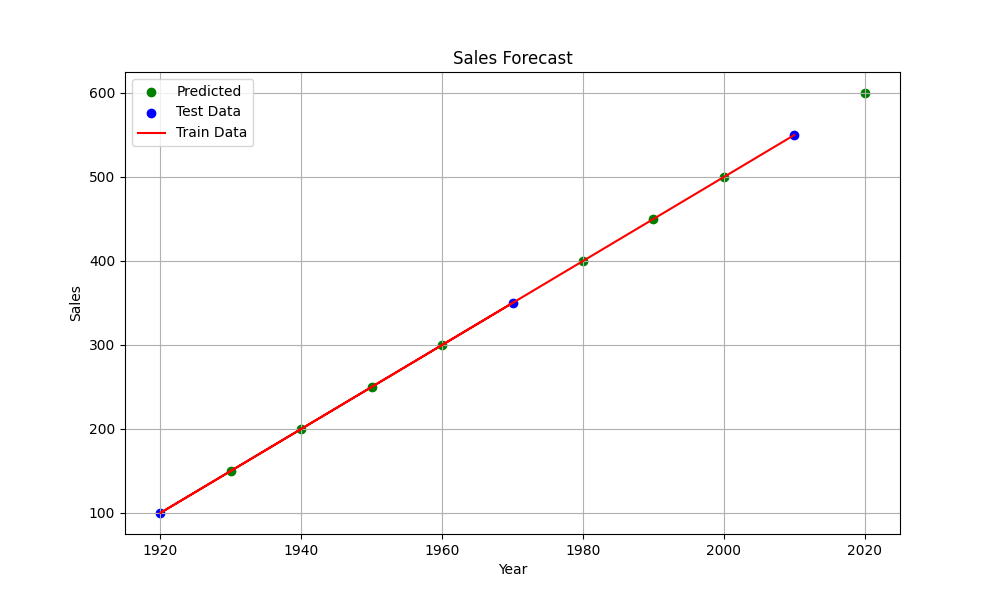 Sales Forecast
Predicted
Test Data
Train Data
600
500
400
300
200
100
Sales
1920 1940 1960 1980 2000 2020
Year